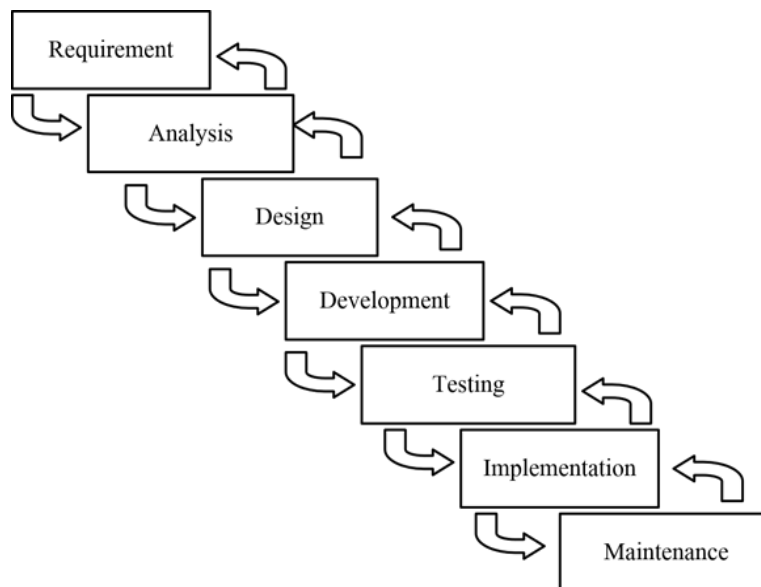 Requirement
Analysis
Design
Development
Testing
Implementation
Maintenance